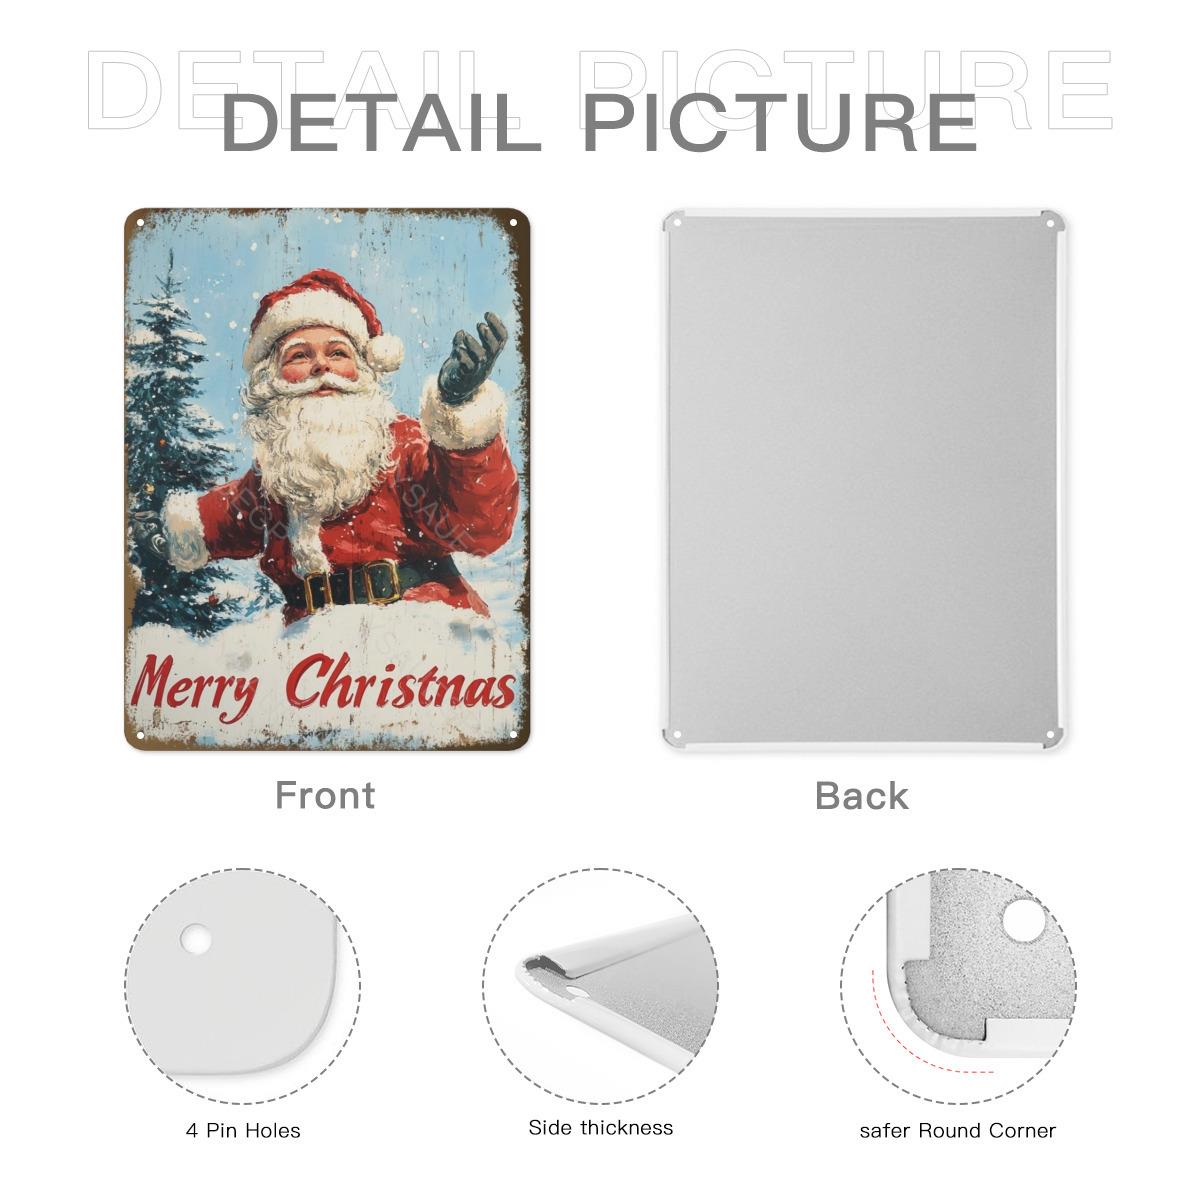 DETAIL PICTURE
DETAIL PICTURE
Merry Christnas
Front
Back
4 Pin Holes
Side thickness
safer Round Corner